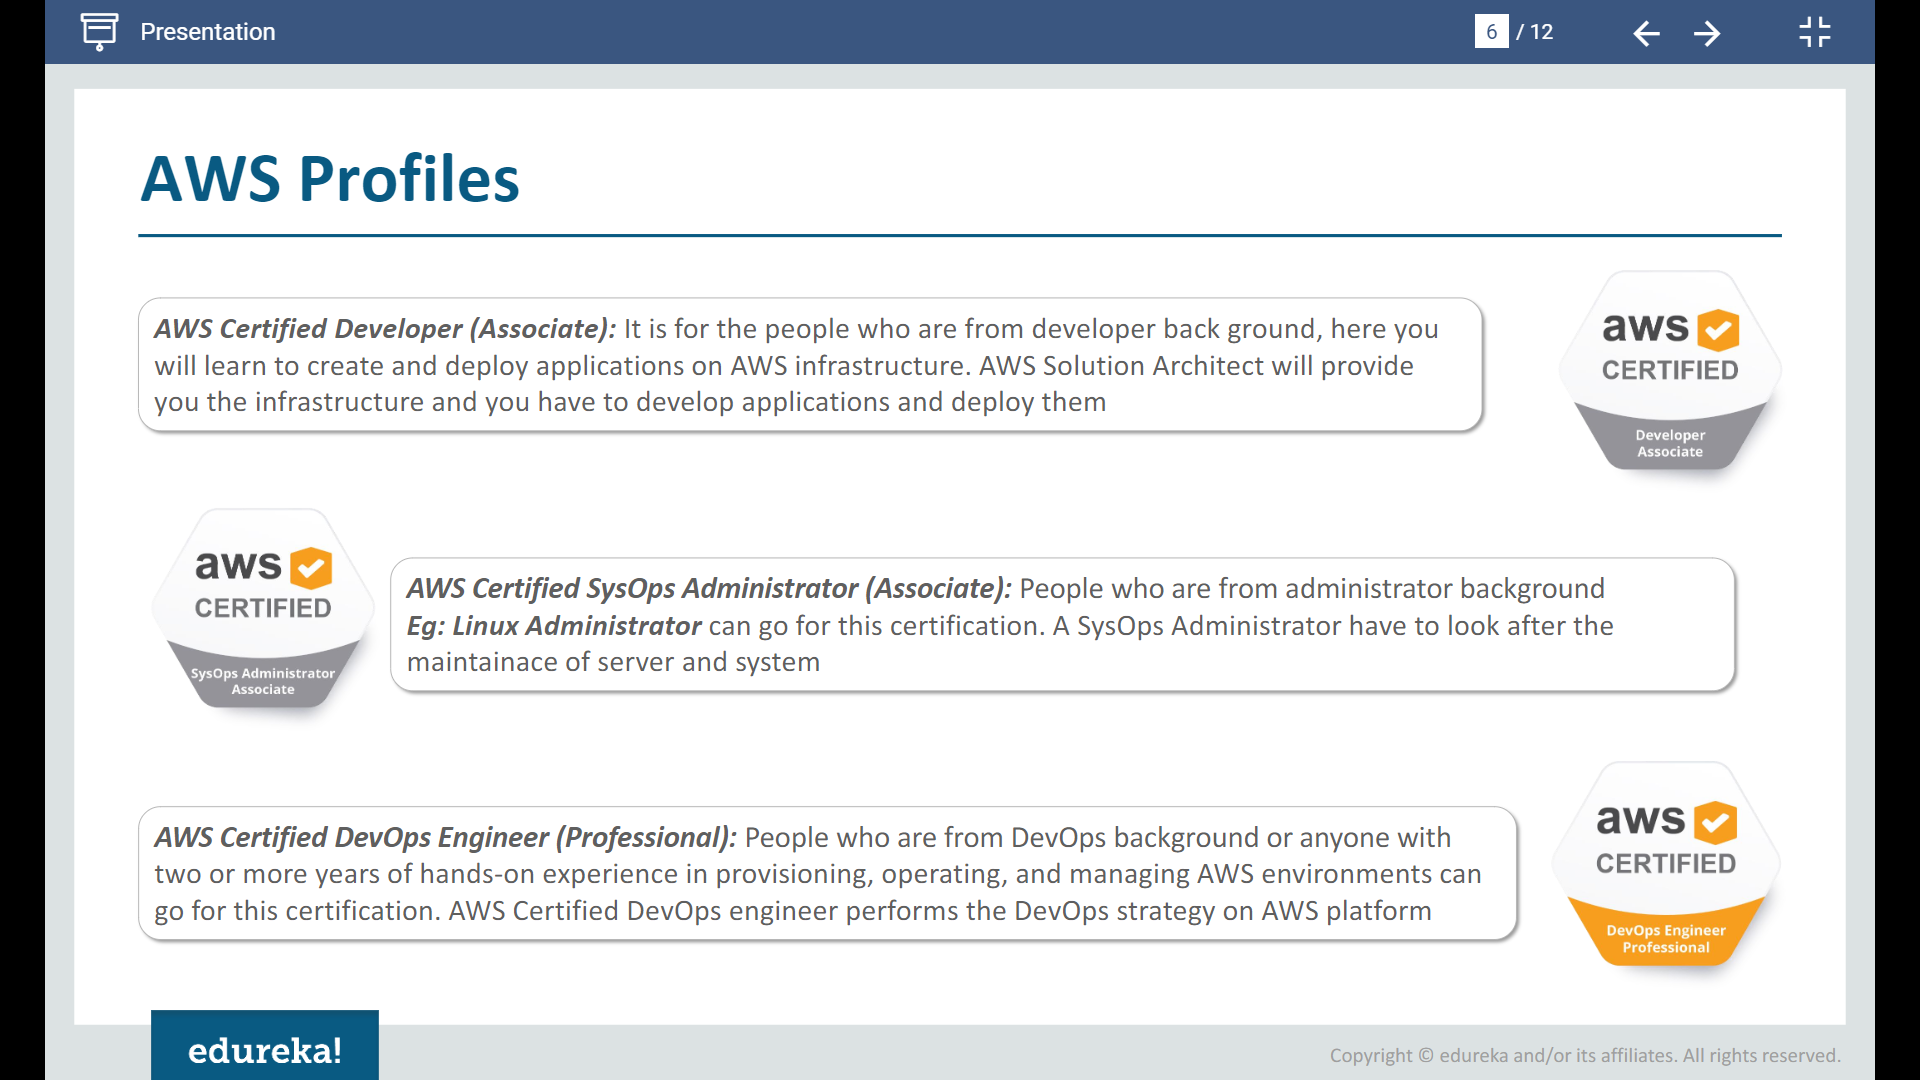 Presentation
6 / 12
AWS Profiles
AWS Certified Developer (Associate): It is for the people who are from developer back ground, here you
will learn to create and deploy applications on AWS infrastructure. AWS Solution Architect will provide
you the infrastructure and you have to develop applications and deploy them
aws
CERTIFIED
Developer
Associate
aws
CERTIFIED
SysOps Administrator
Associate
AWS Certified SysOps Administrator (Associate): People who are from administrator background
Eg: Linux Administrator can go for this certification. A SysOps Administrator have to look after the
maintainace of server and system
AWS Certified DevOps Engineer (Professional): People who are from DevOps background or anyone with
two or more years of hands-on experience in provisioning, operating, and managing AWS environments can
go for this certification. AWS Certified DevOps engineer performs the DevOps strategy on AWS platform
aws
CERTIFIED
DevOps Engineer
Professional
edureka!
Copyright © edureka and/or its affiliates. All rights reserved.